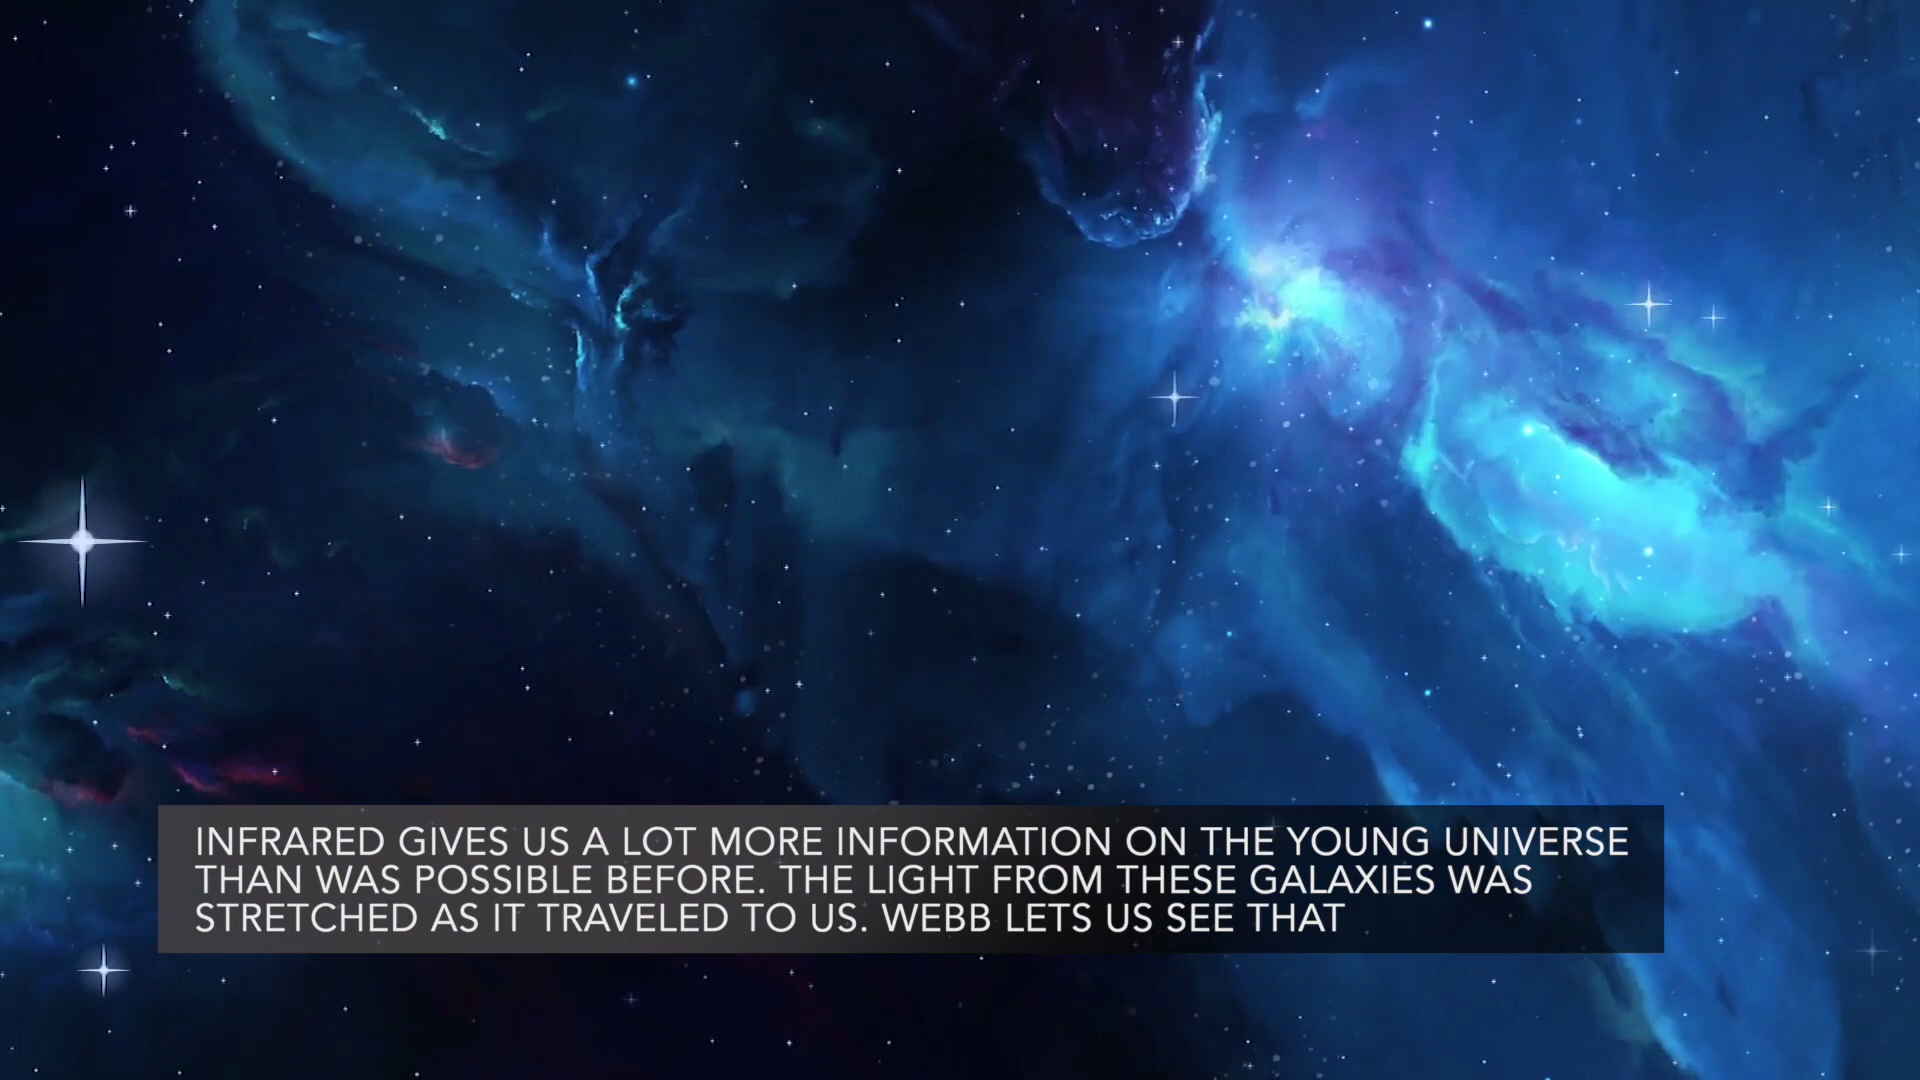 INFRARED GIVES US A LOT MORE INFORMATION ON THE YOUNG UNIVERSE
THAN WAS POSSIBLE BEFORE. THE LIGHT FROM THESE GALAXIES WAS
STRETCHED AS IT TRAVELED TO US. WEBB LETS US SEE THAT